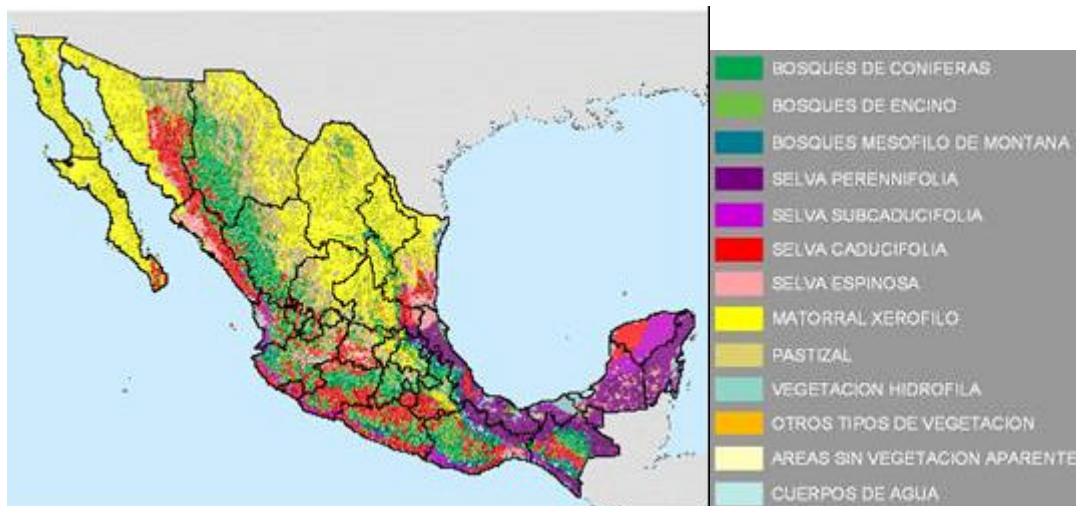 BOSQUES DE CONIFERAS
BOSQUES DE ENCINO
BOSQUES MESOFILO DE MONTANA
SELVA PERENNIFOLIA
SELVA SUBCADUCIFOLIA
SELVA CADUCIFOLIA
SELVA ESPINOSA
MATORRAL XEROFILO
PASTIZAL
VEGETACION HIDROFILA
OTROS TIPOS DE VEGETACION
AREAS SIN VEGETACION APARENTE
CUERPOS DE AGUA